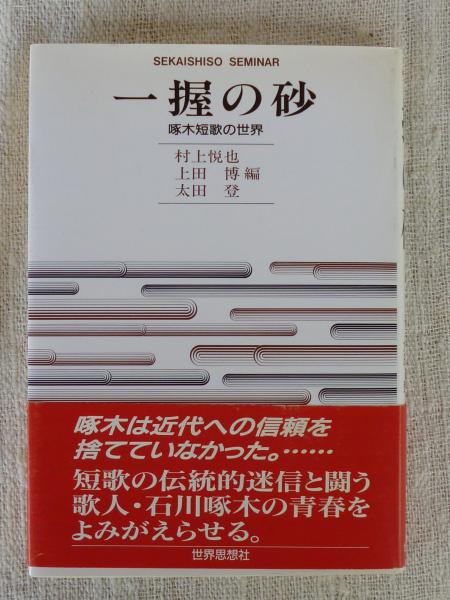 SEKAISHISO SEMINAR
一握の砂
啄木短歌の世界
村上悦也
上田 博 編
太田 登
啄木は近代への信頼を
捨てていなかった。……
短歌の伝統的迷信と闘う
歌人・石川啄木の青春を
よみがえらせる。
世界思想社